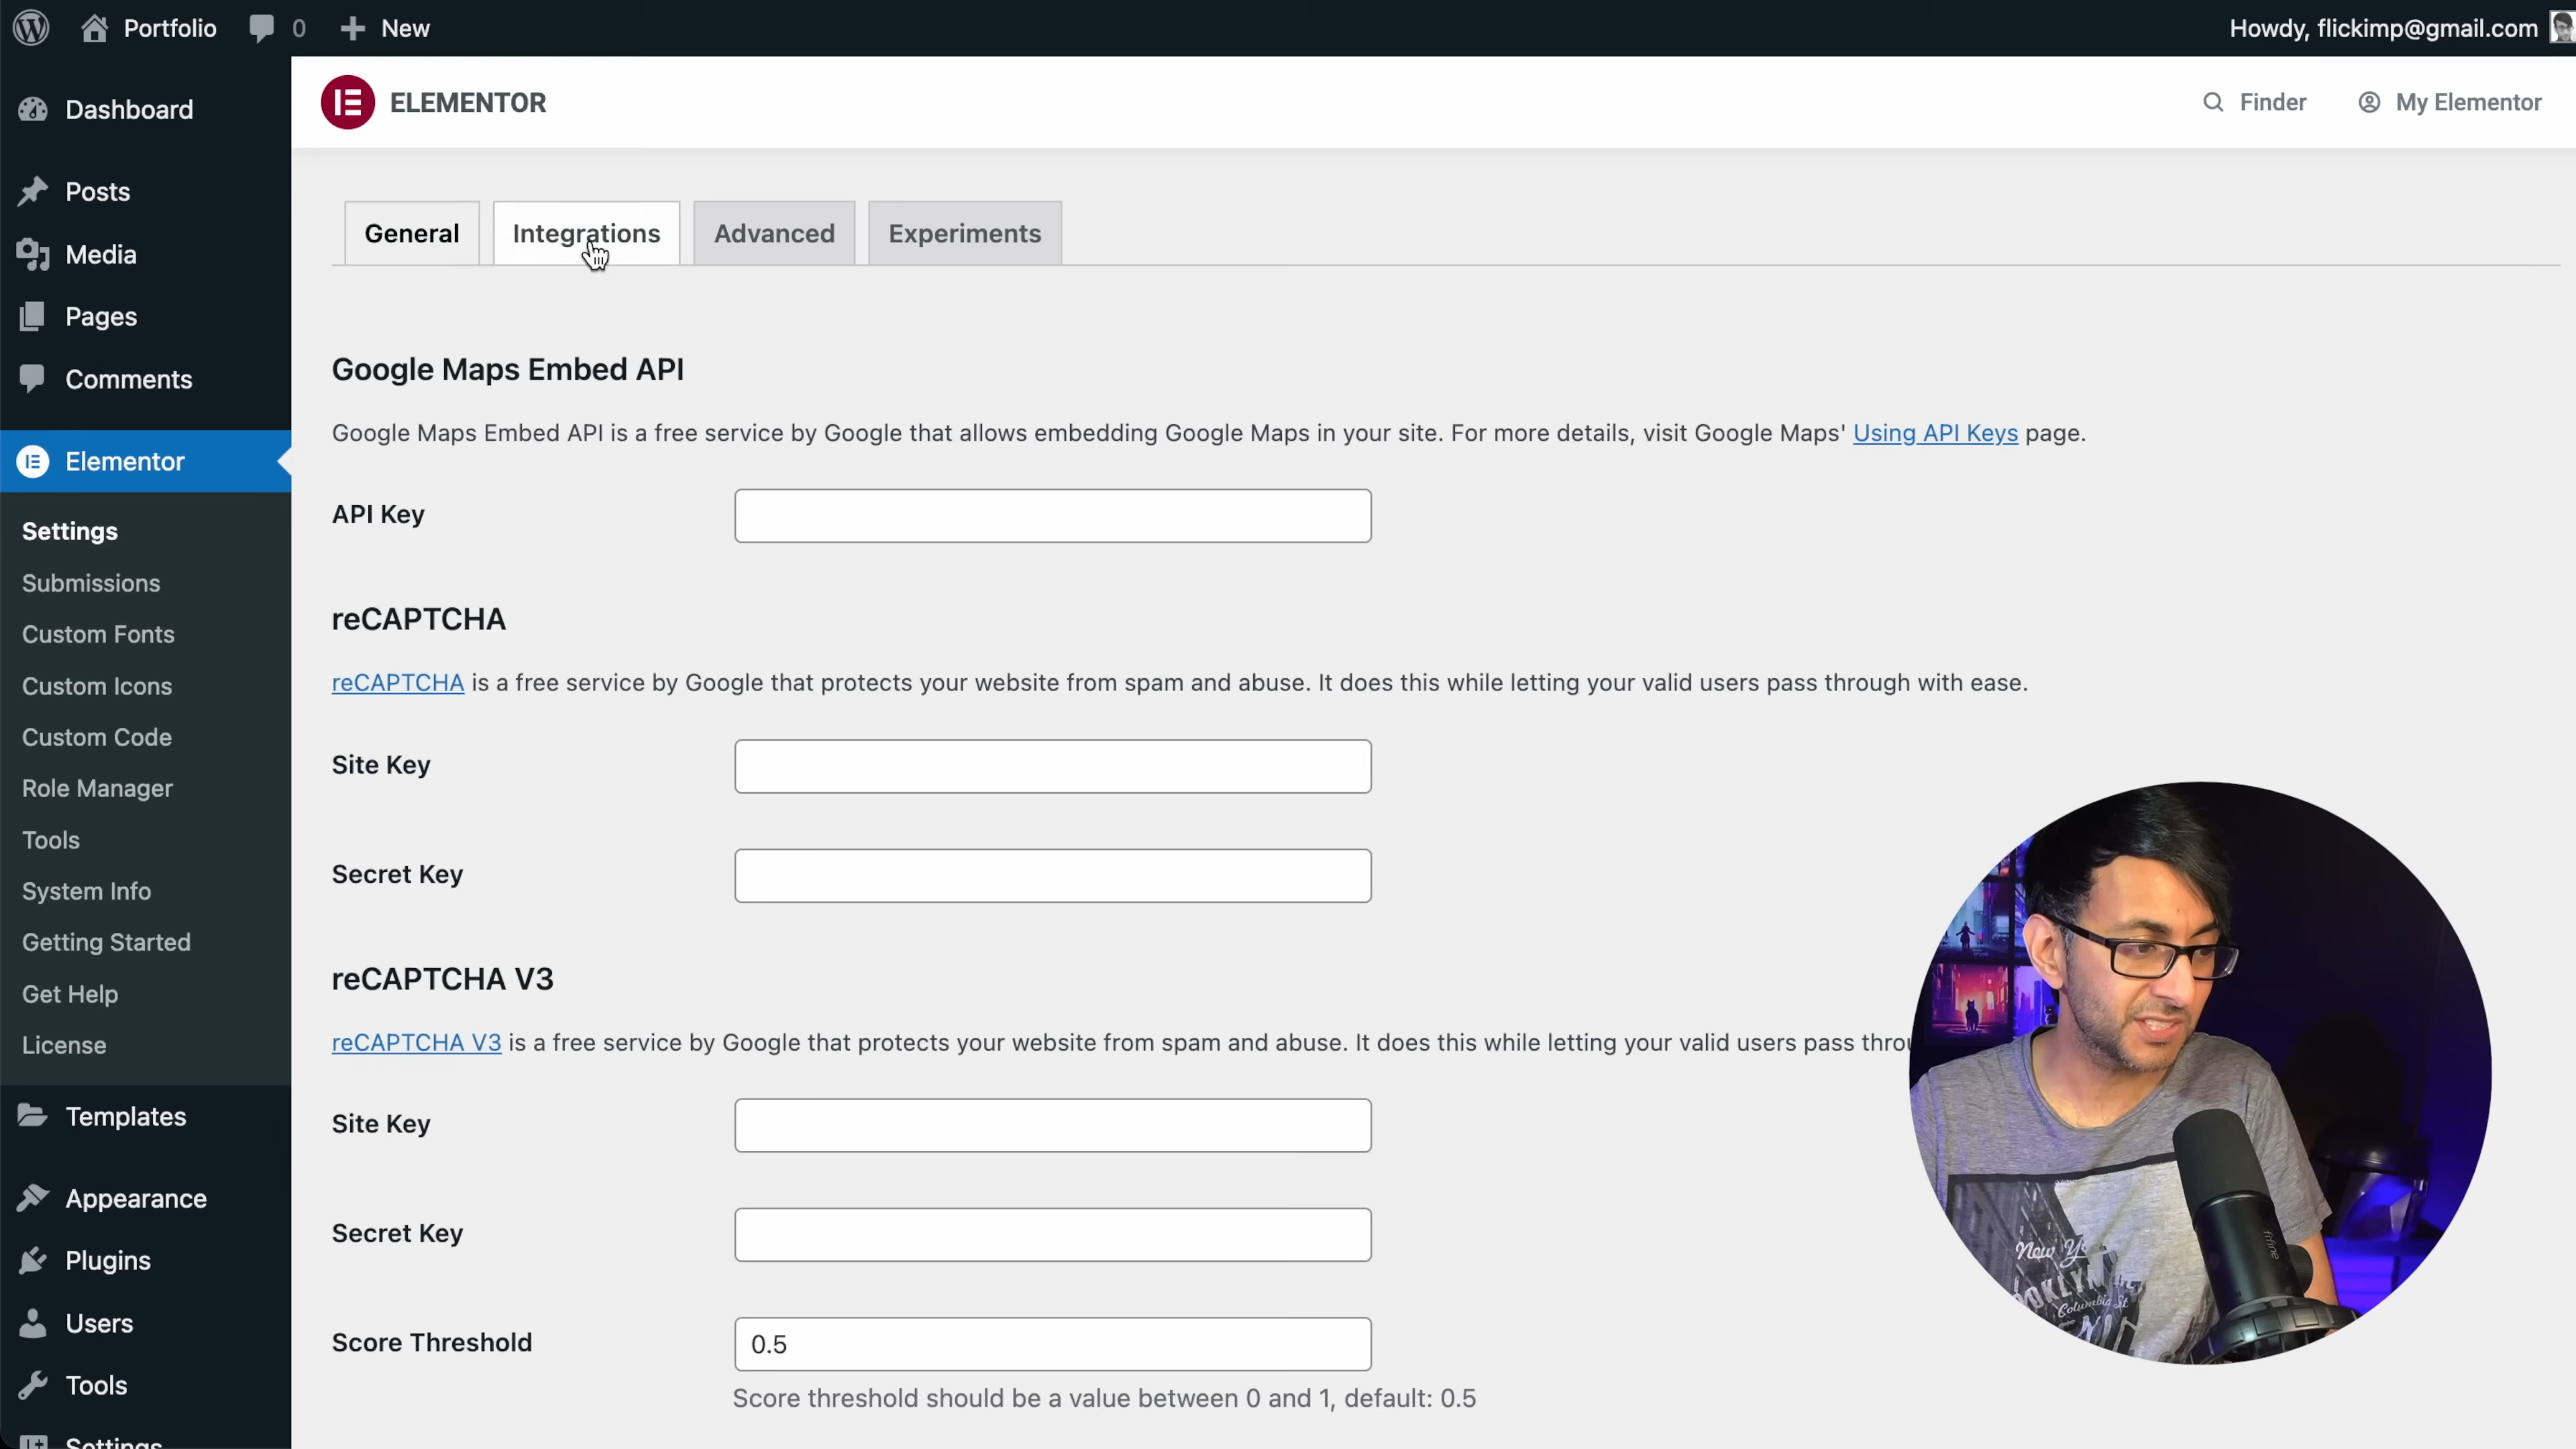 Portfolio 0 New
Howdy, flickimp@gmail.com
Dashboard
Posts
Media
Pages
Comments
Elementor
Settings
Submissions
Custom Fonts
Custom Icons
Custom Code
Role Manager
Tools
System Info
Getting Started
Get Help
License
Templates
Appearance
Plugins
Users
Tools
Settings
ELEMENTOR
Finder My Elementor
General Integrations Advanced Experiments
Google Maps Embed API
Google Maps Embed API is a free service by Google that allows embedding Google Maps in your site. For more details, visit Google Maps' Using API Keys page.
API Key
reCAPTCHA
reCAPTCHA is a free service by Google that protects your website from spam and abuse. It does this while letting your valid users pass through with ease.
Site Key
Secret Key
reCAPTCHA V3
reCAPTCHA V3 is a free service by Google that protects your website from spam and abuse. It does this while letting your valid users pass
Site Key
Secret Key
Score Threshold 0.5
Score threshold should be a value between 0 and 1, default: 0.5
New
Columbia St
fifine